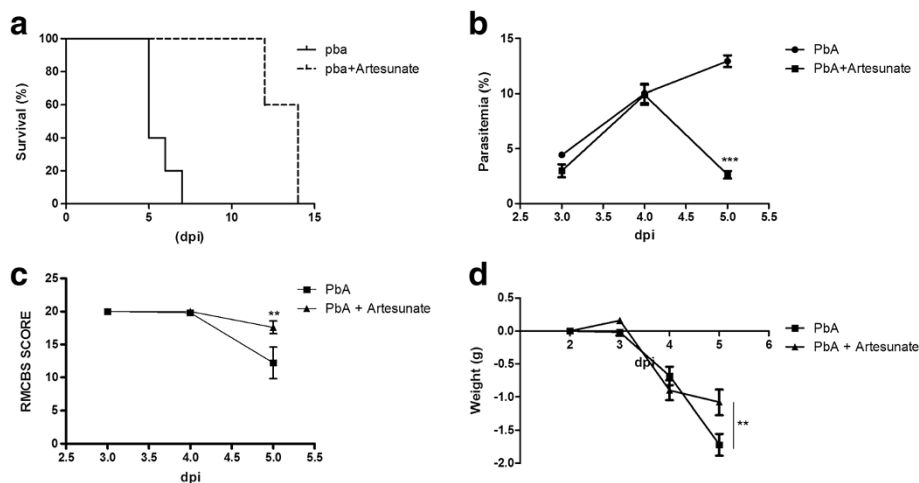 a
pba
pba+Artesunate
Survival (%)
100
80
60
40
20
0
0 5 10 15
(dpi)
b
PbA
PbA+Artesunate
Parasitemia (%)
15
10
5
0
***
2.5 3.0 3.5 4.0 4.5 5.0 5.5
dpi
c
PbA
PbA + Artesunate
RMCBS SCORE
25
20
15
10
5
0
**
2.5 3.0 3.5 4.0 4.5 5.0 5.5
dpi
d
PbA
PbA + Artesunate
Weight (g)
0.5
0.0
-0.5
-1.0
-1.5
-2.0
2 3 4 5 6
dpi
**